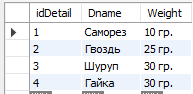 idDetail Dname Weight
1 Саморез 10 гр.
2 Гвоздь 25 гр.
3 Шуруп 30 гр.
4 Гайка 30 гр.